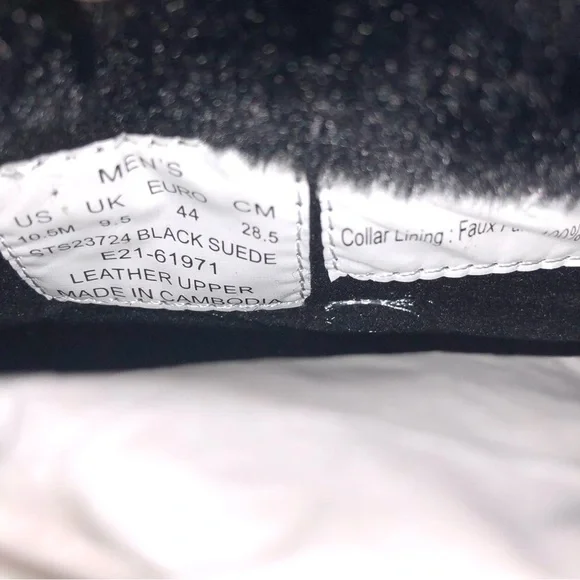 MEN'S
US UK EURO CM
10.5M 9.5 44 28.5
STS23724 BLACK SUEDE
E21-61971
LEATHER UPPER
MADE IN CAMBODIA
Collar Lining : Faux